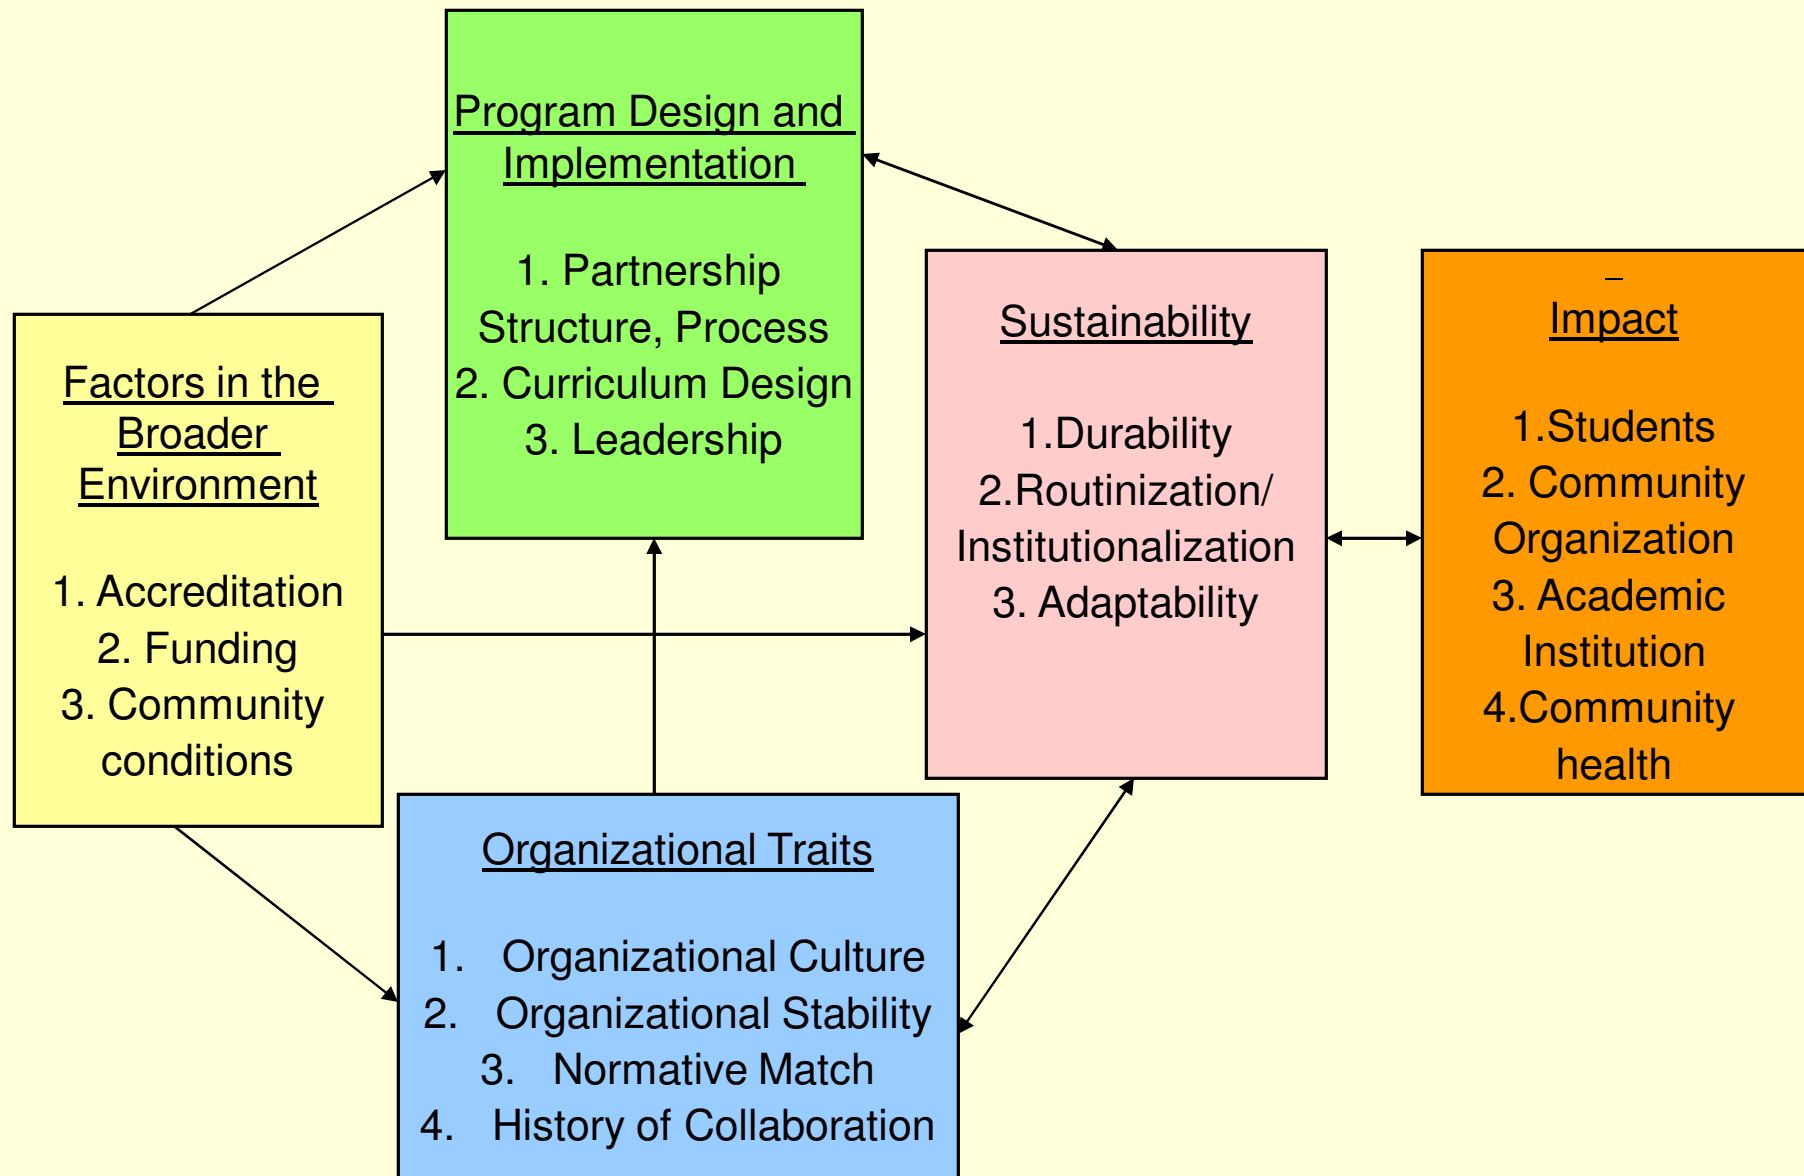 Program Design and
Implementation
1. Partnership
Structure, Process
2. Curriculum Design
3. Leadership
Factors in the
Broader
Environment
1. Accreditation
2. Funding
3. Community
conditions
Sustainability
1.Durability
2.Routinization/
Institutionalization
3. Adaptability
Impact
1.Students
2. Community
Organization
3. Academic
Institution
4.Community
health
Organizational Traits
1. Organizational Culture
2. Organizational Stability
3. Normative Match
4. History of Collaboration